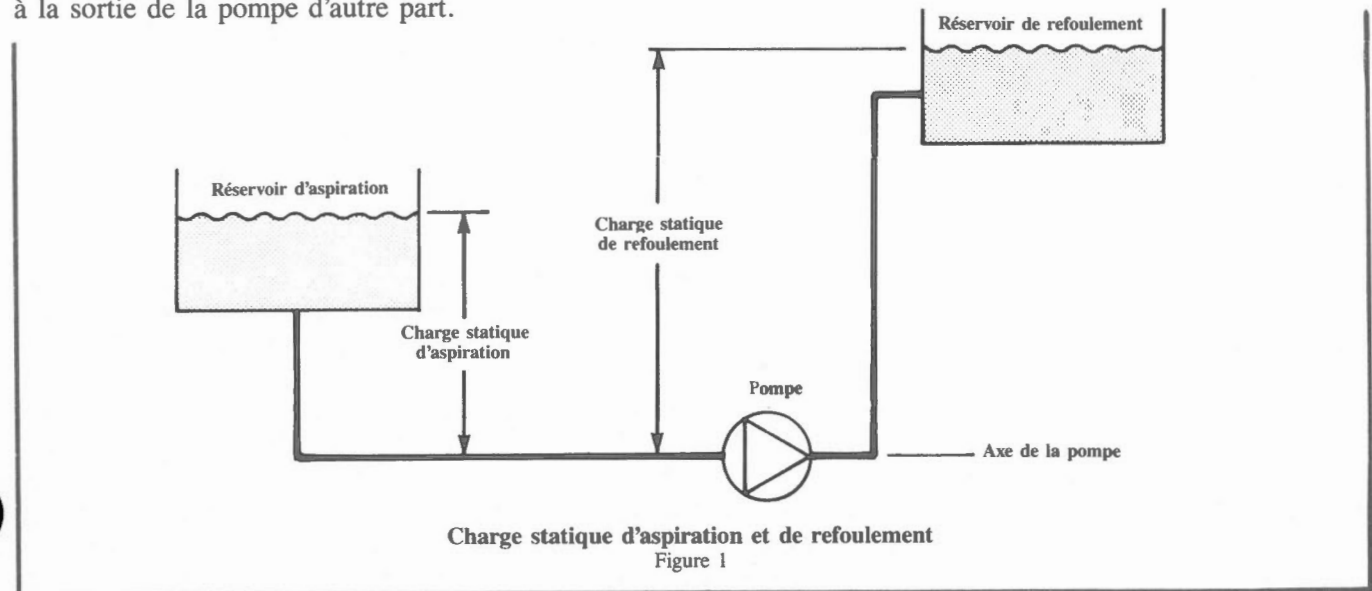 à la sortie de la pompe d'autre part.
Réservoir de refoulement
Réservoir d'aspiration
Charge statique
de refoulement
Charge statique
d'aspiration
Pompe
Axe de la pompe
Charge statique d'aspiration et de refoulement
Figure 1